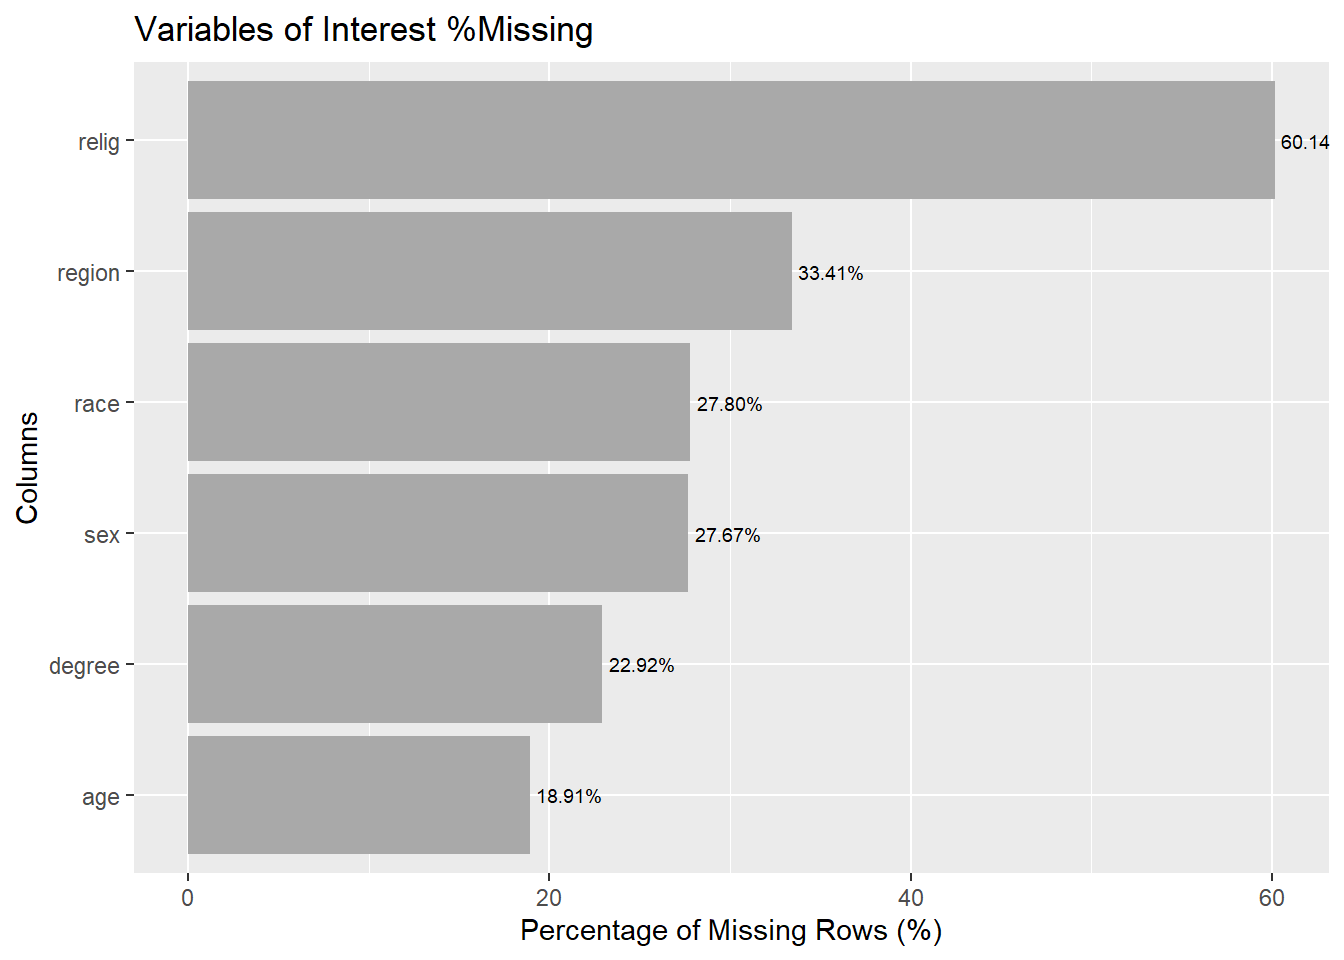 Variables of Interest %Missing
relig
60.14
region
33.41%
race
27.80%
sex
27.67%
degree
22.92%
age
18.91%
Columns
0
20
40
60
Percentage of Missing Rows (%)